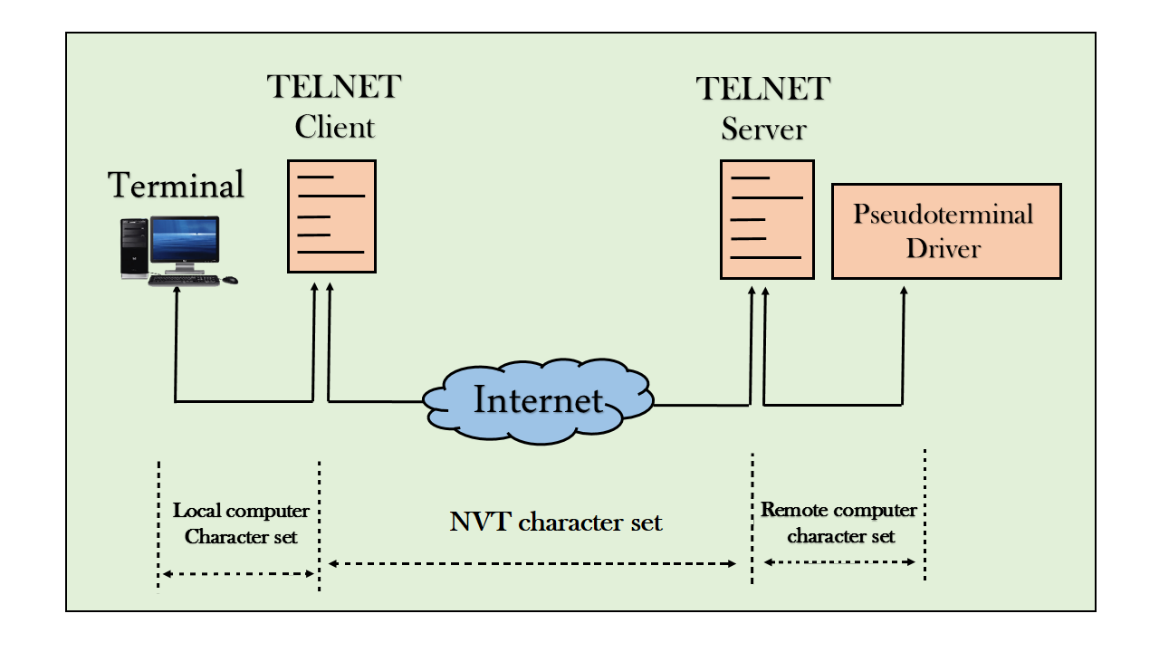 TELNET
Client
TELNET
Server
Terminal
Pseudoterminal
Driver
Internet
Local computer
Character set
NVT character set
Remote computer
character set